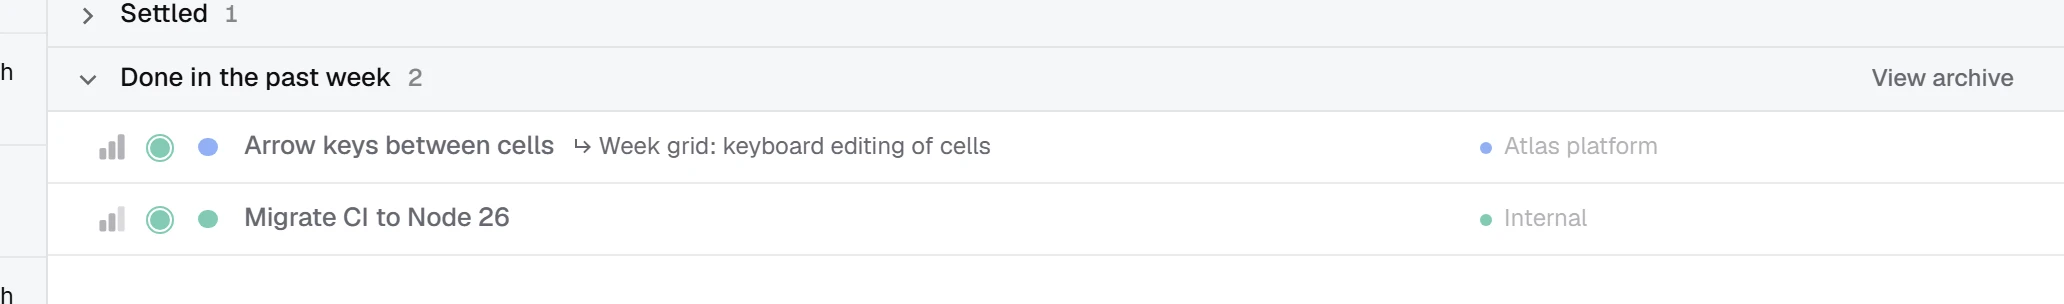 Settled 1
h
Done in the past week 2 View archive
Arrow keys between cells ↳ Week grid: keyboard editing of cells Atlas platform
Migrate CI to Node 26 Internal
h